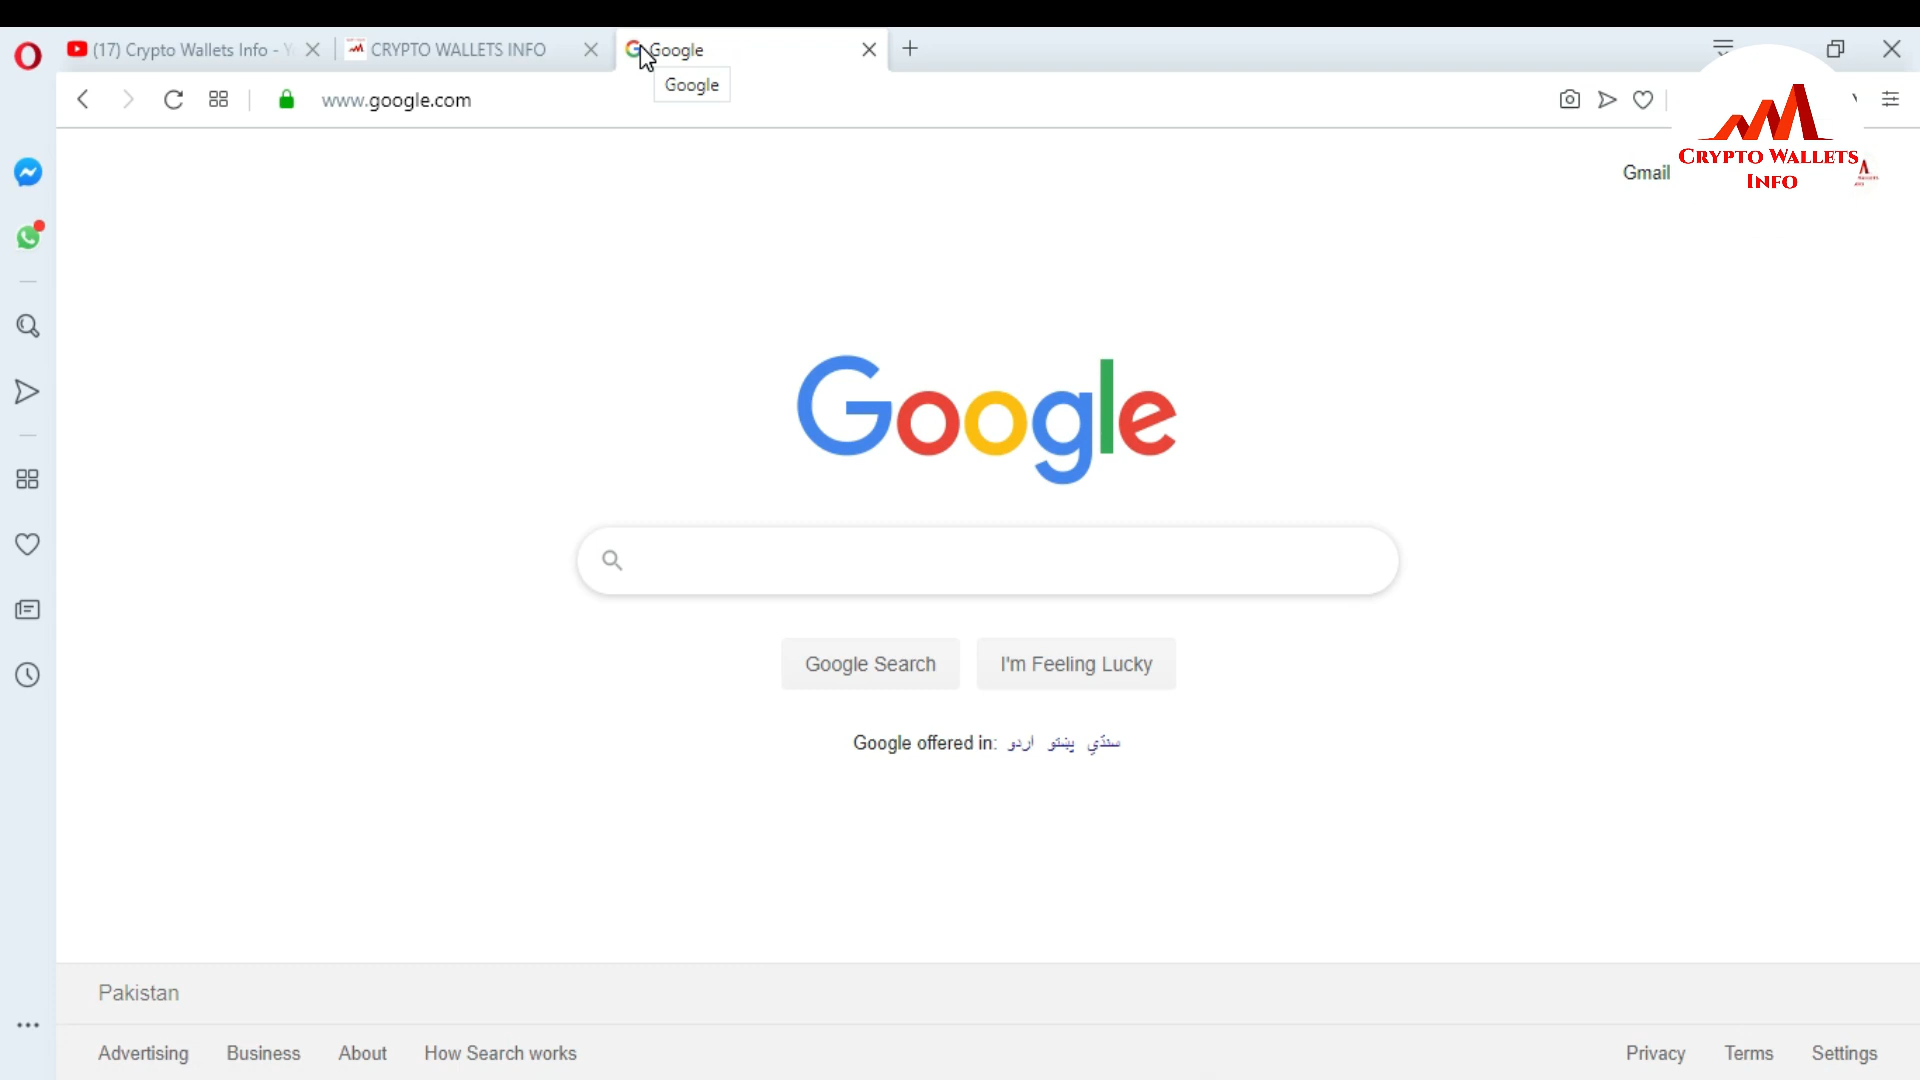 (17) Crypto Wallets Info - Y
CRYPTO WALLETS INFO
Google
Google
www.google.com
Gmail
CRYPTO WALLETS
INFO
Google
Google Search
I'm Feeling Lucky
Google offered in: اردو پښتو سنڌي
Pakistan
Advertising Business About How Search works
Privacy Terms Settings